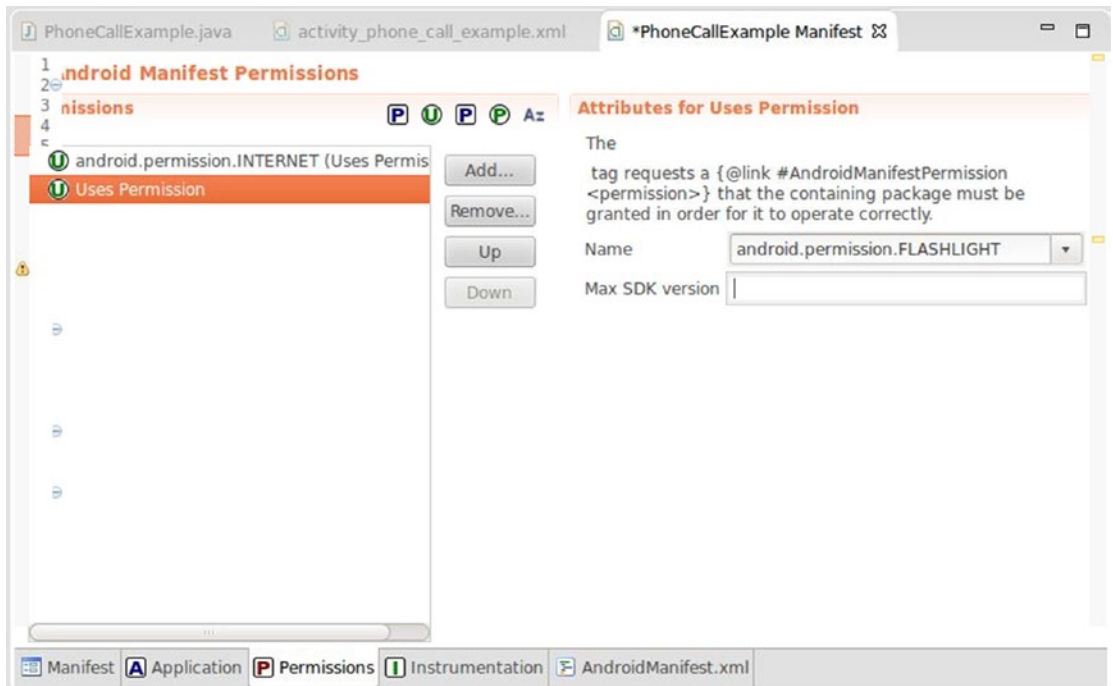 PhoneCallExample.java activity_phone_call_example.xml *PhoneCallExample Manifest
1
2
ndroid Manifest Permissions
3
nissions P U P P Az
4
Attributes for Uses Permission
The
tag requests a {@link #AndroidManifestPermission
<permission>} that the containing package must be
granted in order for it to operate correctly.
Name android.permission.FLASHLIGHT
Max SDK version
U android.permission.INTERNET (Uses Permis
U Uses Permission
Add...
Remove...
Up
Down
Manifest A Application P Permissions I Instrumentation AndroidManifest.xml